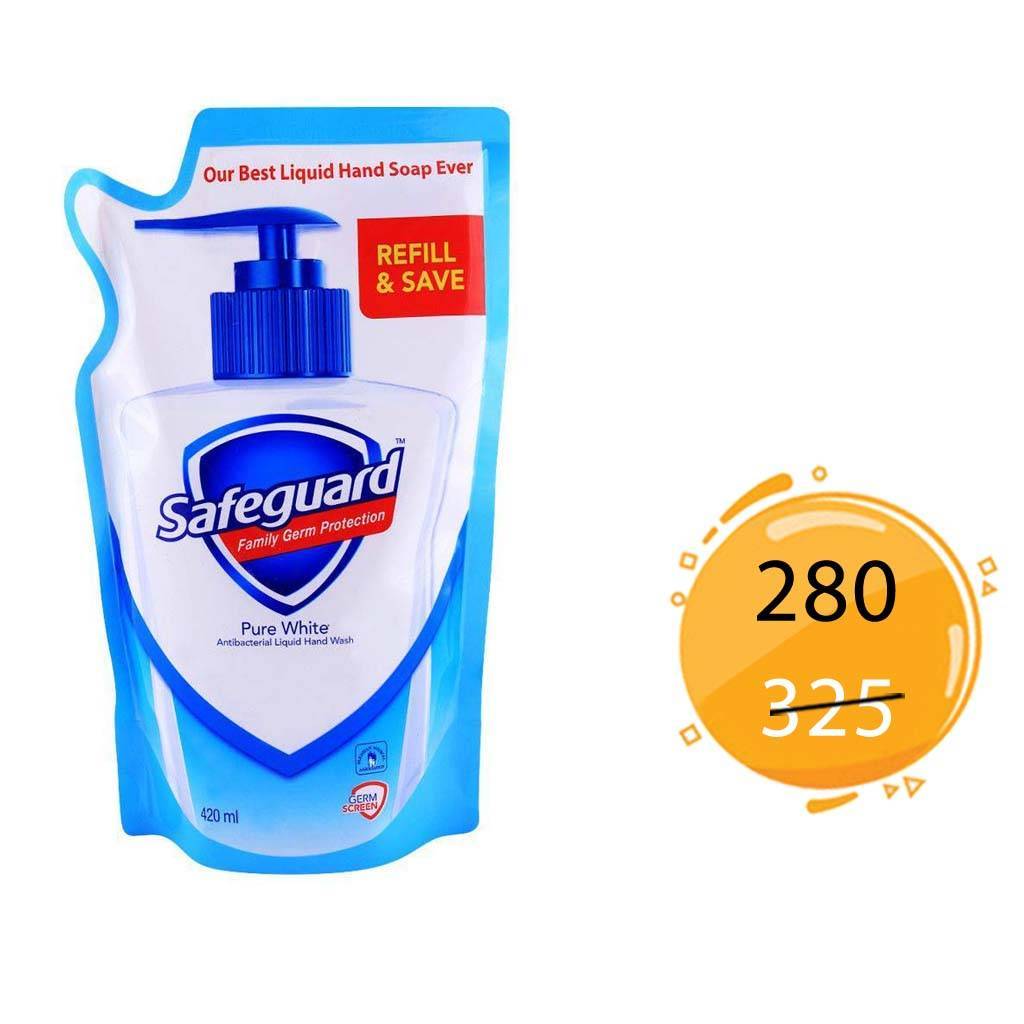 Our Best Liquid Hand Soap Ever
REFILL
& SAVE
Safeguard™
Family Germ Protection
Pure White
Antibacterial Liquid Hand Wash
GERM
SCREEN
420 ml
280
325